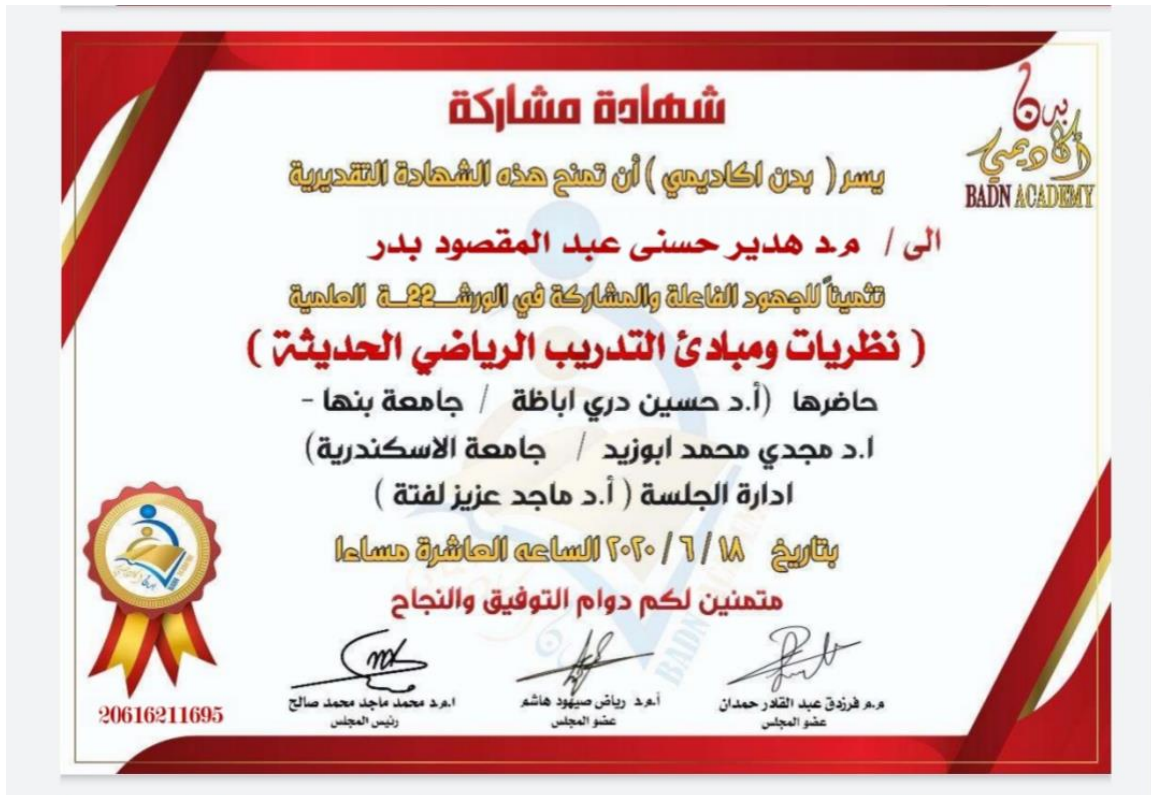 شهادة مشاركة
بدن
أكاديمي
BADN ACADEMY
يسر ( بدن اكاديمي ) أن تمنح هذه الشهادة التقديرية
الى / م.د هدير حسنى عبد المقصود بدر
تثميناً للجهود الفاعلة والمشاركة في الورشـــ22ـــة العلمية
( نظريات ومبادئ التدريب الرياضي الحديثة )
حاضرها (أ.د حسين دري اباظة / جامعة بنها -
ا.د مجدي محمد ابوزيد / جامعة الاسكندرية)
ادارة الجلسة ( أ.د ماجد عزيز لفتة )
بتاريخ ١٨ / ٦ / ٢٠٢٠ الساعه العاشرة مساءا
متمنين لكم دوام التوفيق والنجاح
م.م فرزدق عبد القادر حمدان
عضو المجلس
أ.م.د رياض صيهود هاشم
عضو المجلس
ا.م.د محمد ماجد محمد صالح
رئيس المجلس
20616211695